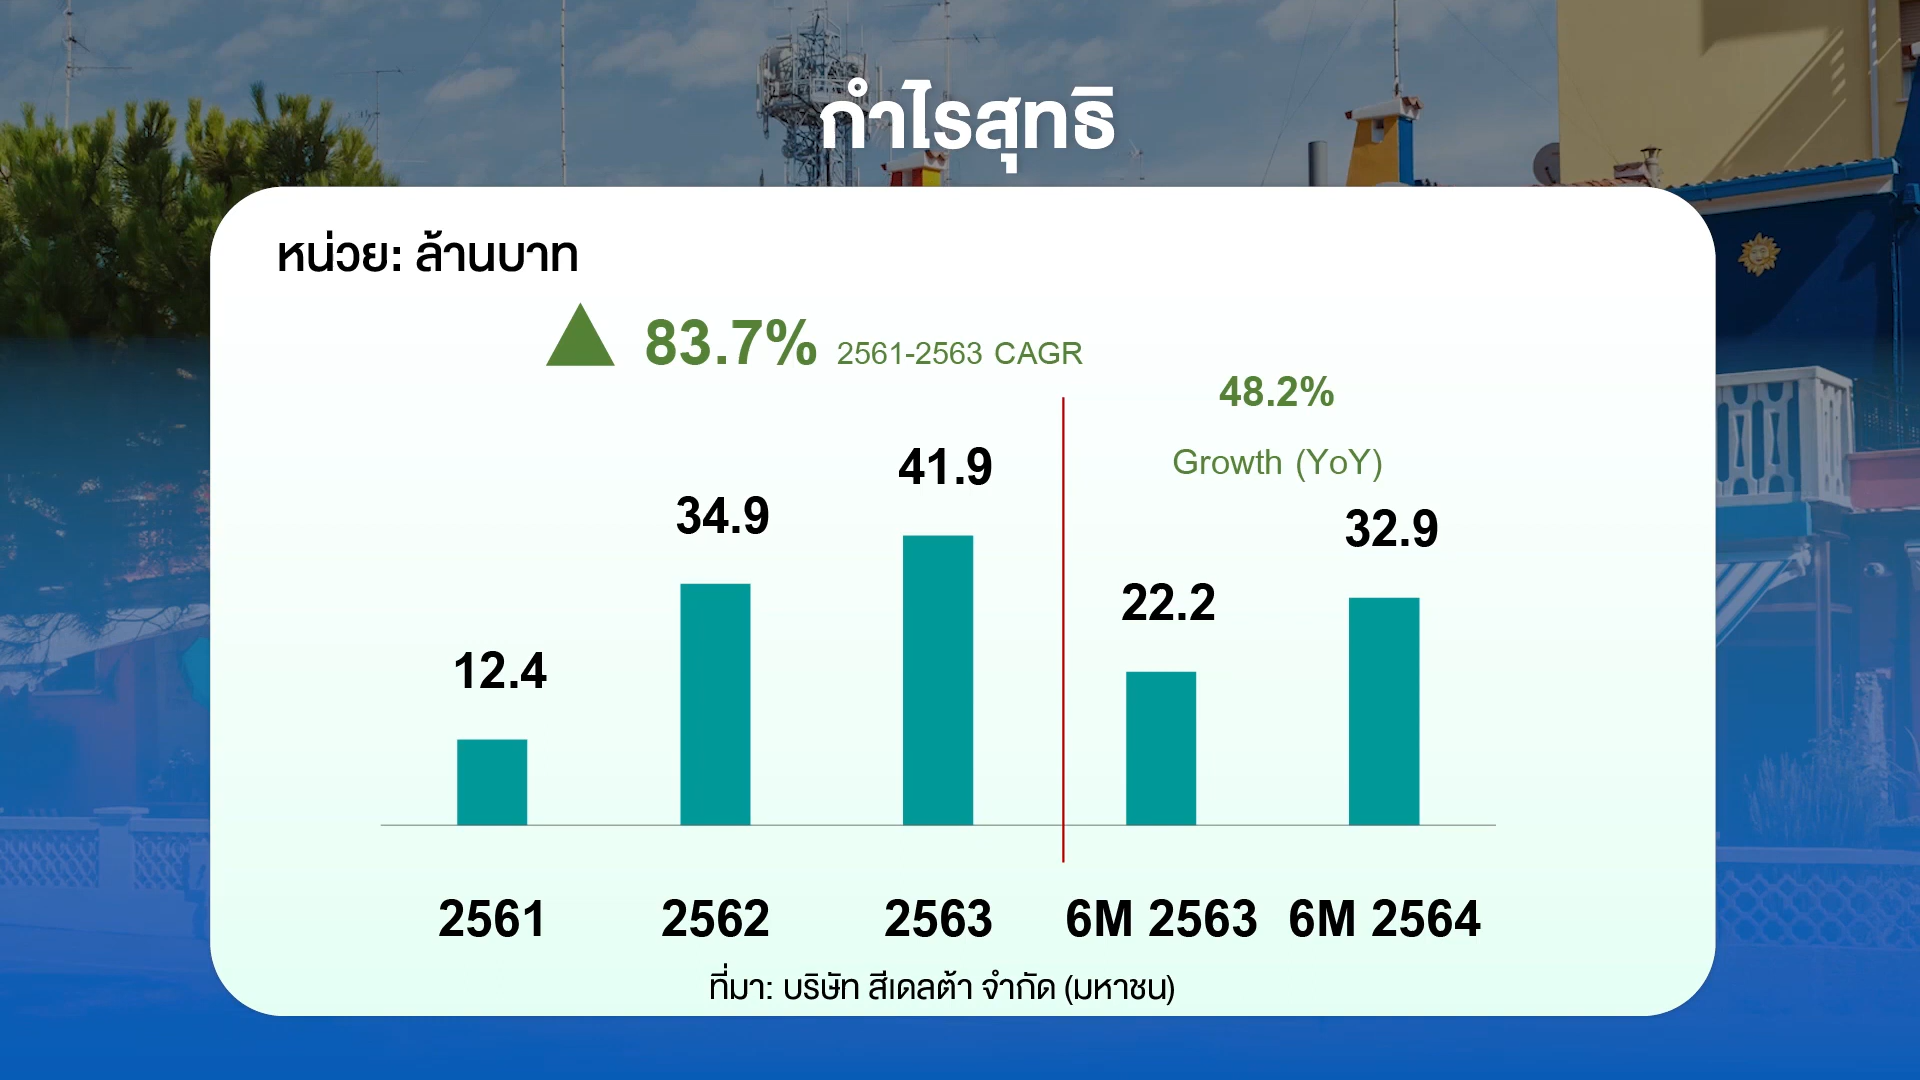 กำไรสุทธิ
หน่วย: ล้านบาท
83.7% 2561-2563 CAGR
48.2%
Growth (YoY)
12.4
34.9
41.9
22.2
32.9
2561 2562 2563 6M 2563 6M 2564
ที่มา: บริษัท สีเดลต้า จำกัด (มหาชน)